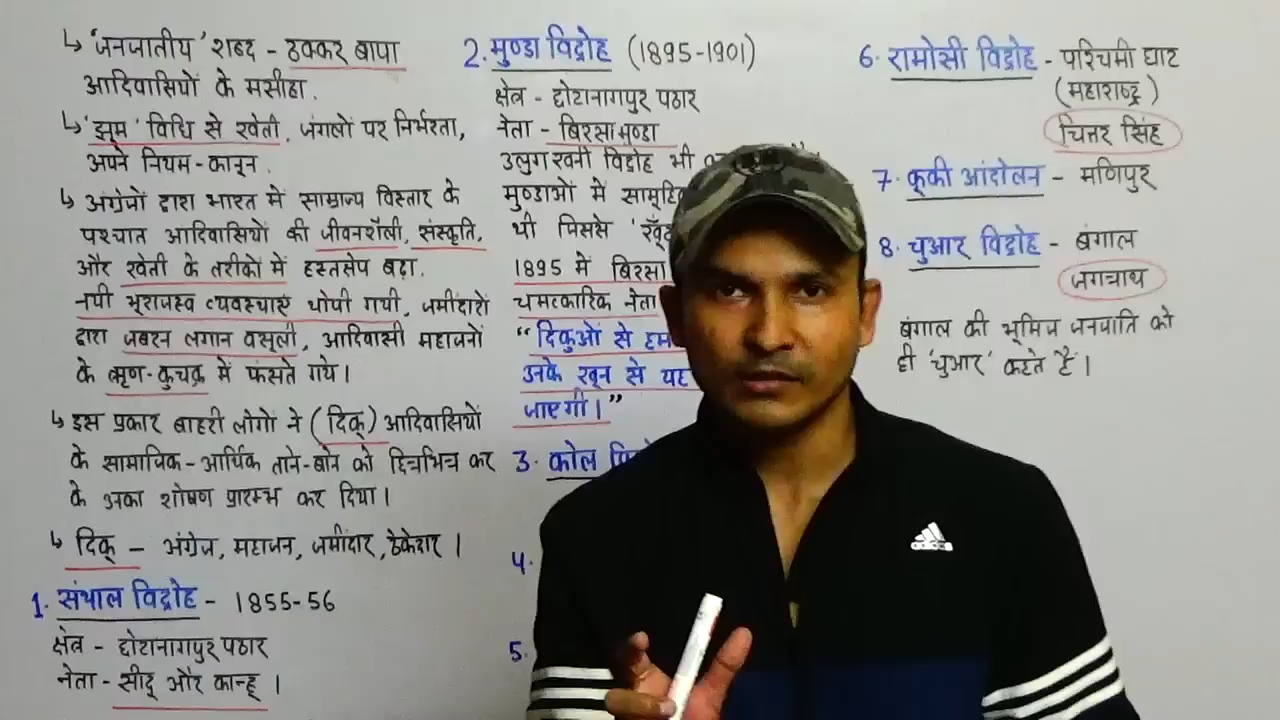 ↳ 'जनजातीय' शब्द - ठक्कर बापा
आदिवासियों के मसीहा.
↳ 'झूम' विधि से खेती, जंगलों पर निर्भरता,
अपने नियम-कानून.
↳ अंग्रेजों द्वारा भारत में साम्राज्य विस्तार के
पश्चात आदिवासियों की जीवनशैली, संस्कृति,
और खेती के तरीको में हस्तक्षेप बढ़ा.
नयी भूराजस्व व्यवस्थाएं थोपी गयी, जमींदारो
द्वारा जबरन लगान वसूली, आदिवासी महाजनों
के ऋण-कुचक्र में फंसते गये।
↳ इस प्रकार बाहरी लोगों ने (दिकू) आदिवासियों
के सामाजिक-आर्थिक ताने-बाने को छिन्नभिन्न कर
के उनका शोषण प्रारम्भ कर दिया।
↳ दिकू - अंग्रेज, महाजन, जमींदार, ठेकेदार।
1. संथाल विद्रोह - 1855-56
क्षेत्र - छोटानागपुर पठार
नेता - सीदू और कान्हू।
2. मुण्डा विद्रोह (1895-1901)
क्षेत्र - छोटानागपुर पठार
नेता - बिरसा मुण्डा
उलुगखनी विद्रोह भी
मुण्डाओं में
थी जिससे
1895 में बिरसा
चमत्कारिक नेता
"दिकुओं से
उनके खून से यह
जाएगी।"
3. कोल
4.
5.
6. रामोसी विद्रोह - पश्चिमी घाट
(महाराष्ट्र)
चित्तर सिंह
7. कूकी आंदोलन - मणिपुर
8. चुआर विद्रोह - बंगाल
जगन्नाथ
बंगाल की भूमिज जनजाति को
ही 'चुआर' कहते है।
adidas